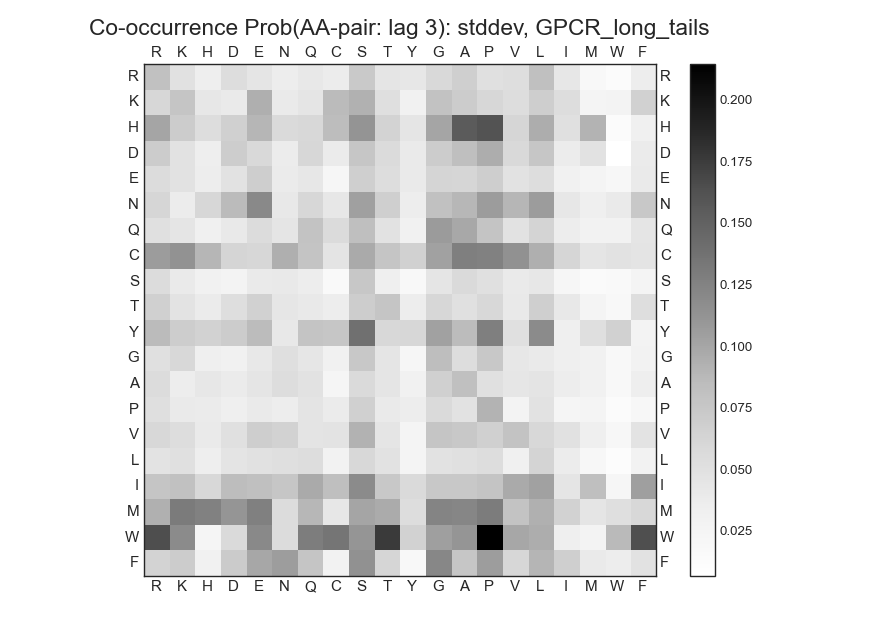 Co-occurrence Prob(AA-pair: lag 3): stddev, GPCR_long_tails
R K H D E N Q C S T Y G A P V L I M W F
R R
K K
H H
D D
E E
N N
Q Q
C C
S S
T T
Y Y
G G
A A
P P
V V
L L
I I
M M
W W
F F
R K H D E N Q C S T Y G A P V L I M W F
0.200
0.175
0.150
0.125
0.100
0.075
0.050
0.025